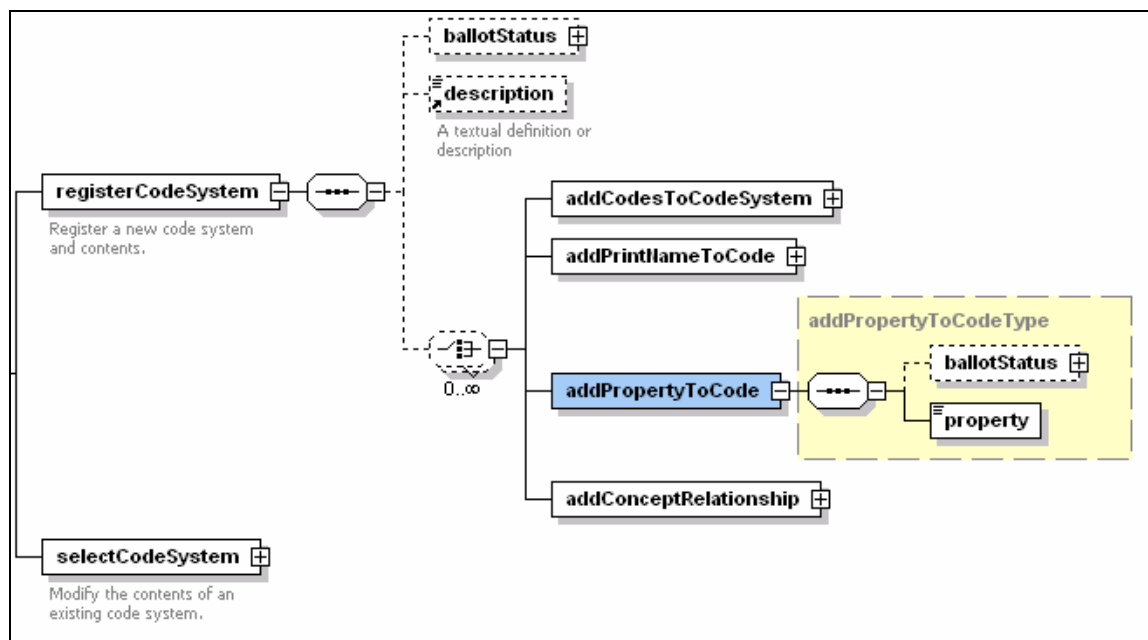 ballotStatus
description
A textual definition or
description
registerCodeSystem
Register a new code system
and contents.
addCodesToCodeSystem
addPrintNameToCode
addPropertyToCodeType
ballotStatus
0..∞
addPropertyToCode
property
addConceptRelationship
selectCodeSystem
Modify the contents of an
existing code system.